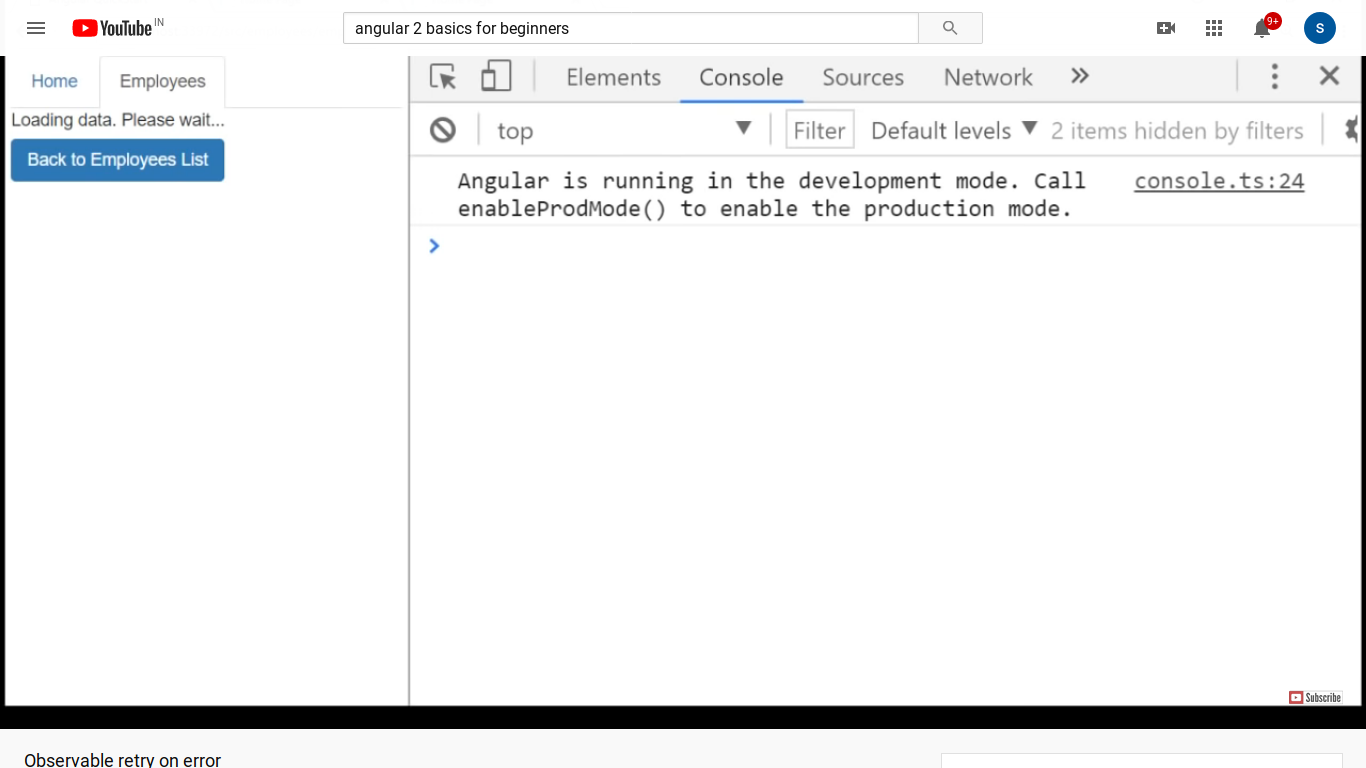 YouTube IN
angular 2 basics for beginners
9+
S
Home
Employees
Loading data. Please wait...
Back to Employees List
Elements
Console
Sources
Network
top
Filter
Default levels
2 items hidden by filters
Angular is running in the development mode. Call
enableProdMode() to enable the production mode.
console.ts:24
Subscribe
Observable retry on error